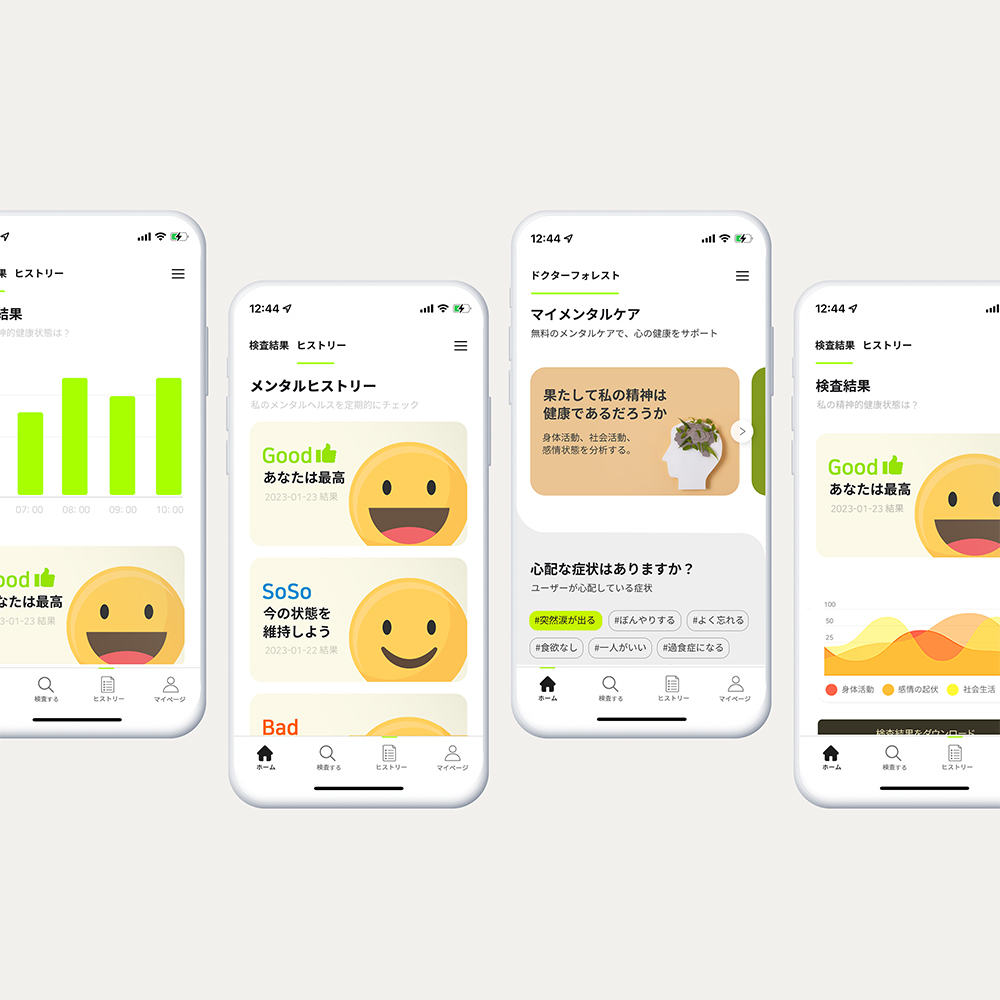 果 ヒストリー
結果
神的健康状態は？
07: 00 08: 00 09: 00 10: 00
ood
なたは最高
3-01-23 結果
検査する ヒストリー マイページ
12:44
検査結果 ヒストリー
メンタルヒストリー
私のメンタルヘルスを定期的にチェック
Good
あなたは最高
2023-01-23 結果
SoSo
今の状態を
維持しよう
2023-01-22 結果
Bad
ホーム 検査する ヒストリー マイページ
12:44
ドクターフォレスト
マイメンタルケア
無料のメンタルケアで、心の健康をサポート
果たして私の精神は
健康であるだろうか
身体活動、社会活動、
感情状態を分析する。
心配な症状はありますか？
ユーザーが心配している症状
#突然涙が出る #ぼんやりする #よく忘れる
#食欲なし #一人がいい #過食症になる
ホーム 検査する ヒストリー マイページ
12:44
検査結果 ヒストリー
検査結果
私の精神的健康状態は？
Good
あなたは最高
2023-01-23 結果
100
50
25
身体活動 感情の起伏 社会生活
検査結果をダウンロード
ホーム 検査する ヒストリー